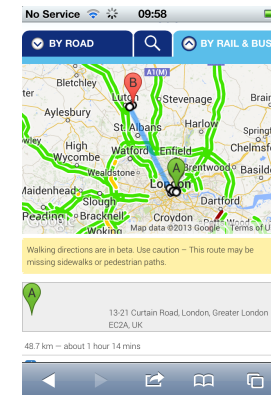 No Service 09:58
BY ROAD
BY RAIL & BUS
A1(M)
B
Bletchley
Luton
Stevenage
Aylesbury
St Albans
Harlow
High
Wycombe
Watford
Enfield
Wealdstone
Brentwood
A
London
Maidenhead
Slough
Dartford
Reading
Bracknell
Croydon
Woking
Map data ©2013 Google
Terms of U
Walking directions are in beta. Use caution – This route may be
missing sidewalks or pedestrian paths.
A
13-21 Curtain Road, London, Greater London
EC2A, UK
48.7 km – about 1 hour 14 mins